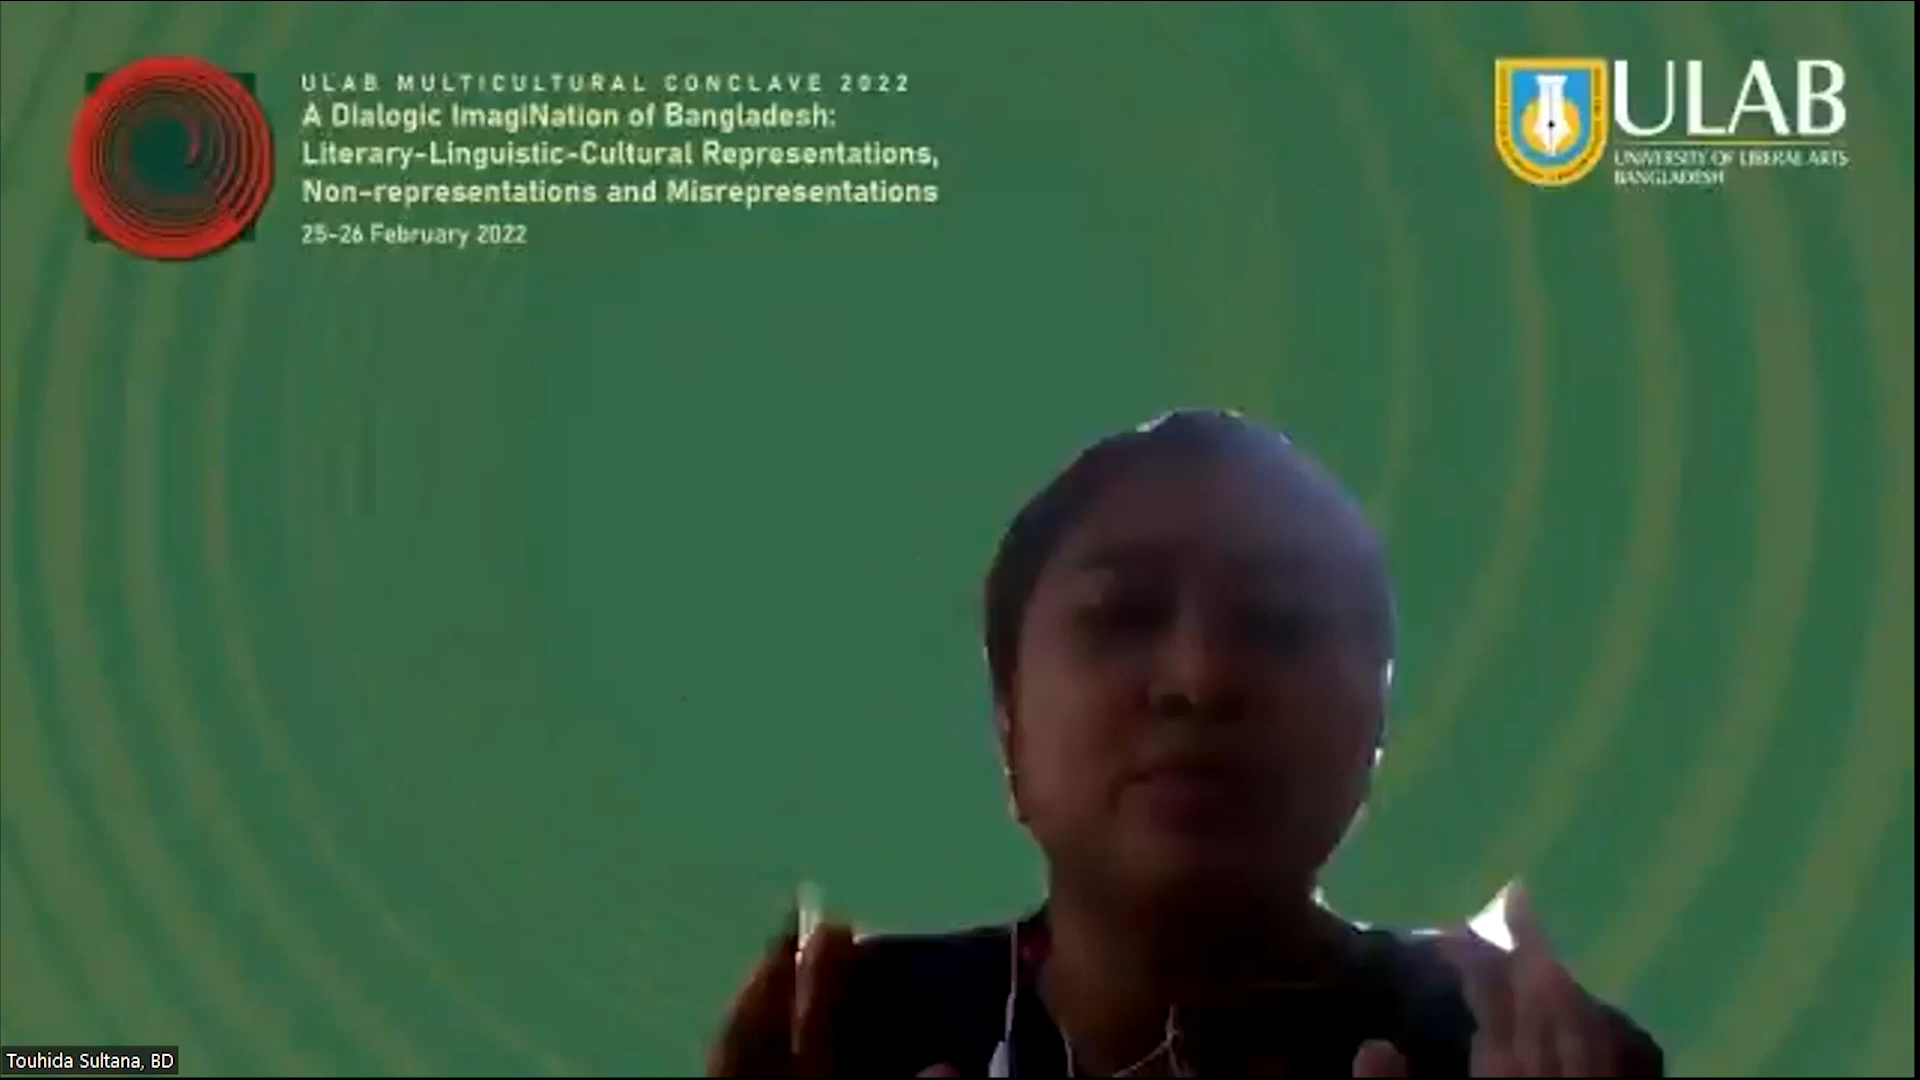 ULAB MULTICULTURAL CONCLAVE 2022
A Dialogic ImagiNation of Bangladesh:
Literary-Linguistic-Cultural Representations,
Non-representations and Misrepresentations
25-26 February 2022
ULAB
UNIVERSITY OF LIBERAL ARTS
BANGLADESH
Touhida Sultana, BD